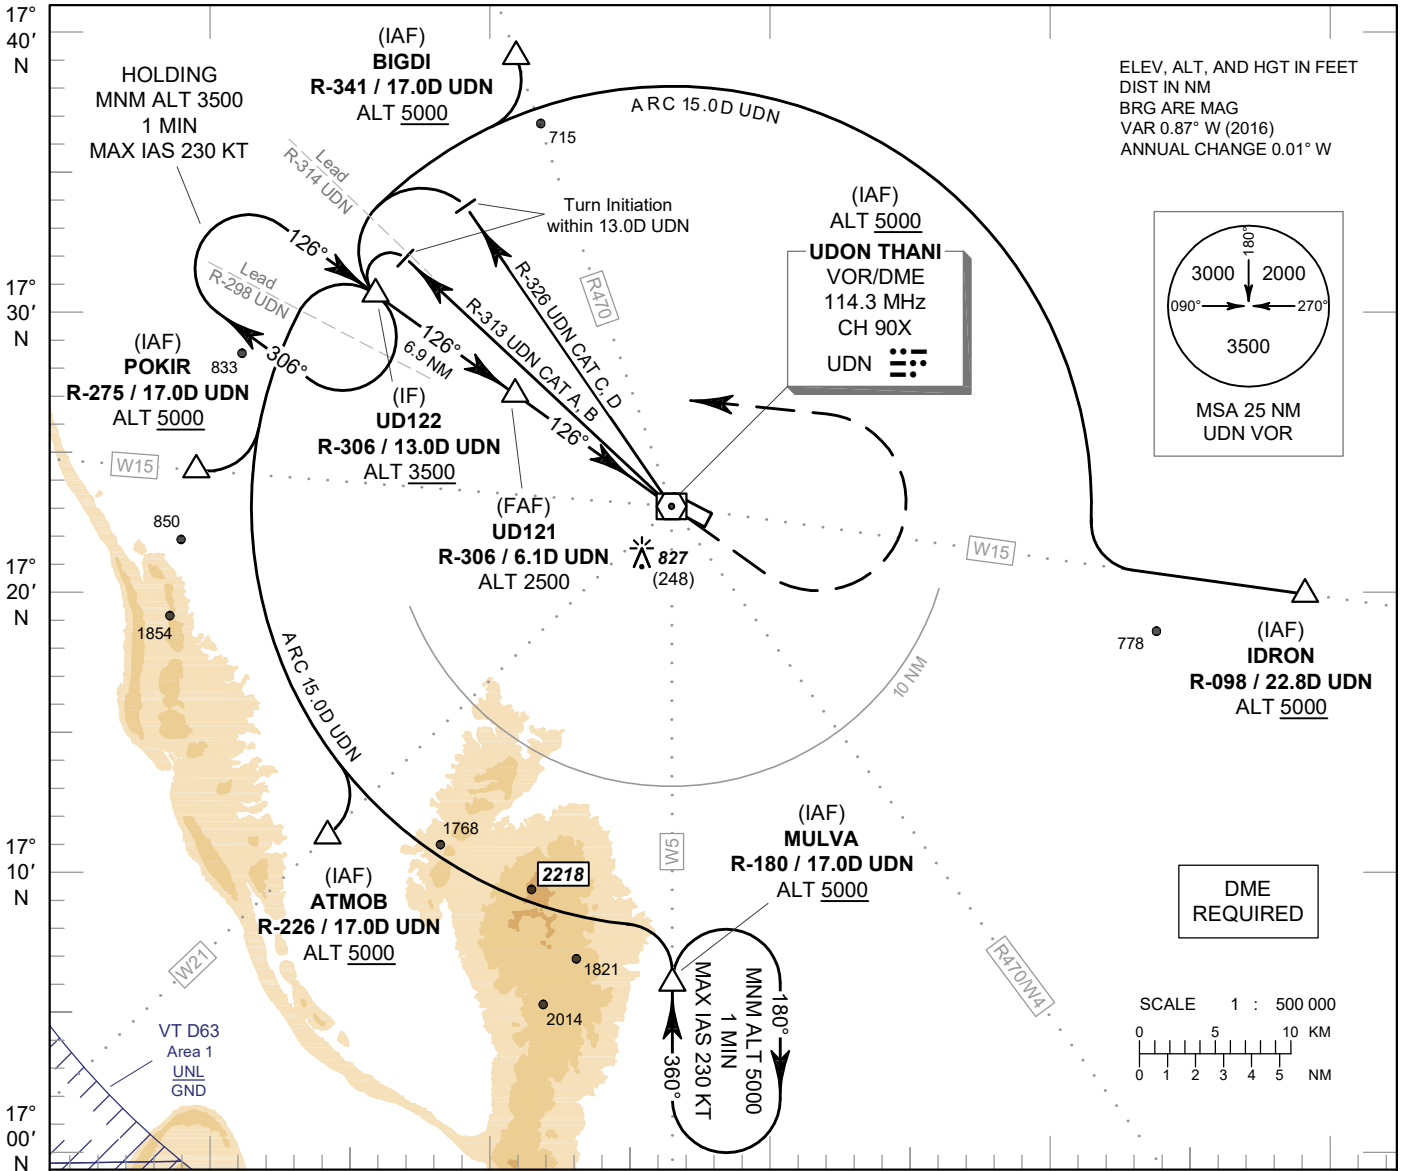 17°
40′
N
17°
30′
N
17°
20′
N
17°
10′
N
17°
00′
N
HOLDING
MNM ALT 3500
1 MIN
MAX IAS 230 KT
(IAF)
BIGDI
R-341 / 17.0D UDN
ALT 5000
715
ARC 15.0D UDN
ELEV, ALT, AND HGT IN FEET
DIST IN NM
BRG ARE MAG
VAR 0.87° W (2016)
ANNUAL CHANGE 0.01° W
Lead
R-314 UDN
Turn Initiation
within 13.0D UDN
(IAF)
ALT 5000
UDON THANI
VOR/DME
114.3 MHz
CH 90X
UDN
180°
3000
2000
090°
270°
3500
MSA 25 NM
UDN VOR
126°
Lead
R-298 UDN
306°
R470
R-326 UDN CAT C, D
R-313 UDN CAT A, B
126°
6.9 NM
126°
(IAF)
POKIR
R-275 / 17.0D UDN
ALT 5000
833
(IF)
UD122
R-306 / 13.0D UDN
ALT 3500
W15
(FAF)
UD121
R-306 / 6.1D UDN
ALT 2500
850
827
(248)
W15
1854
778
(IAF)
IDRON
R-098 / 22.8D UDN
ALT 5000
10 NM
ARC 15.0D UDN
1768
2218
(IAF)
ATMOB
R-226 / 17.0D UDN
ALT 5000
W5
(IAF)
MULVA
R-180 / 17.0D UDN
ALT 5000
DME
REQUIRED
W21
1821
2014
R470/W4
180°
MNM ALT 5000
1 MIN
MAX IAS 230 KT
360°
VT D63
Area 1
UNL
GND
SCALE 1 : 500 000
0 5 10 KM
0 1 2 3 4 5 NM